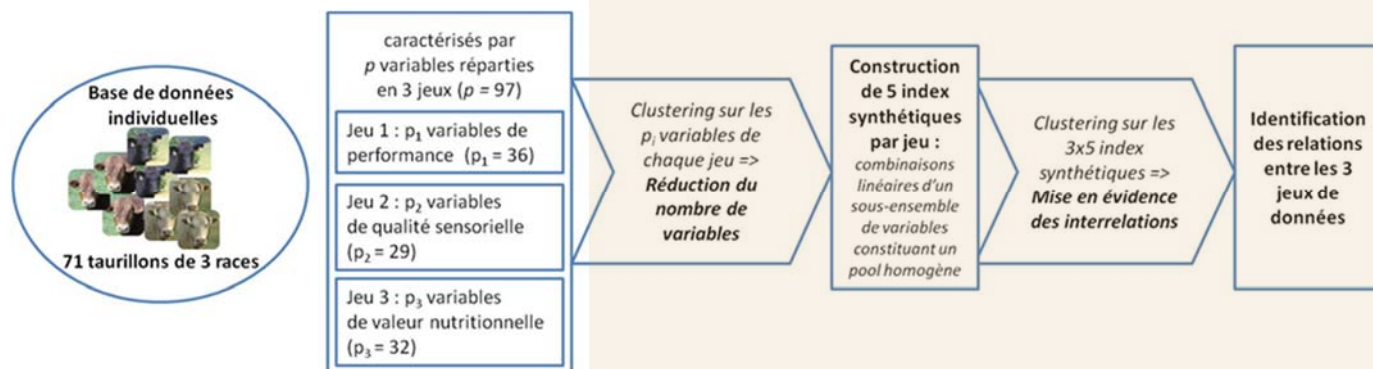 Base de données
individuelles
71 taurillons de 3 races
caractérisés par
p variables réparties
en 3 jeux (p = 97)
Jeu 1 : p₁ variables de
performance (p₁ = 36)
Jeu 2 : p₂ variables
de qualité sensorielle
(p₂ = 29)
Jeu 3 : p₃ variables
de valeur nutritionnelle
(p₃ = 32)
Clustering sur les
pᵢ variables de
chaque jeu =>
Réduction du
nombre de
variables
Construction
de 5 index
synthétiques
par jeu :
combinaisons
linéaires d'un
sous-ensemble
de variables
constituant un
pool homogène
Clustering sur les
3x5 index
synthétiques =>
Mise en évidence
des interrelations
Identification
des relations
entre les 3
jeux de
données